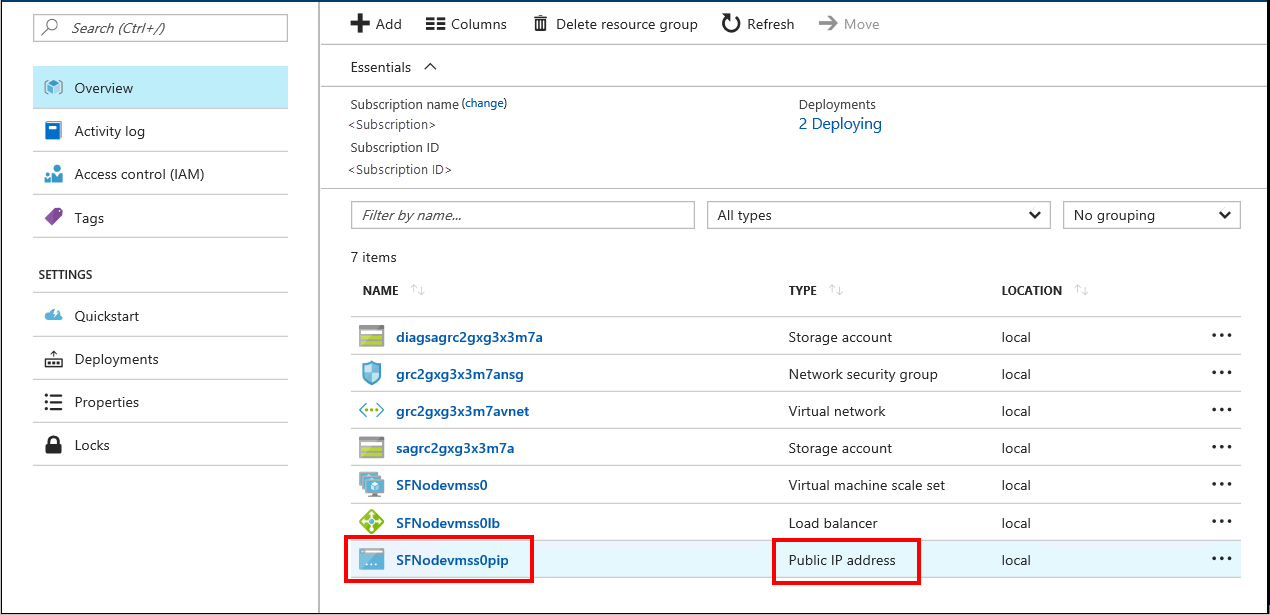 Search (Ctrl+/)
Overview
Activity log
Access control (IAM)
Tags
SETTINGS
Quickstart
Deployments
Properties
Locks
Add Columns Delete resource group Refresh Move
Essentials
Subscription name (change)
<Subscription>
Subscription ID
<Subscription ID>
Deployments
2 Deploying
Filter by name... All types No grouping
7 items
NAME TYPE LOCATION
diagsagrc2gxg3x3m7a Storage account local
grc2gxg3x3m7ansg Network security group local
grc2gxg3x3m7avnet Virtual network local
sagrc2gxg3x3m7a Storage account local
SFNodevmss0 Virtual machine scale set local
SFNodevmss0lb Load balancer local
SFNodevmss0pip Public IP address local